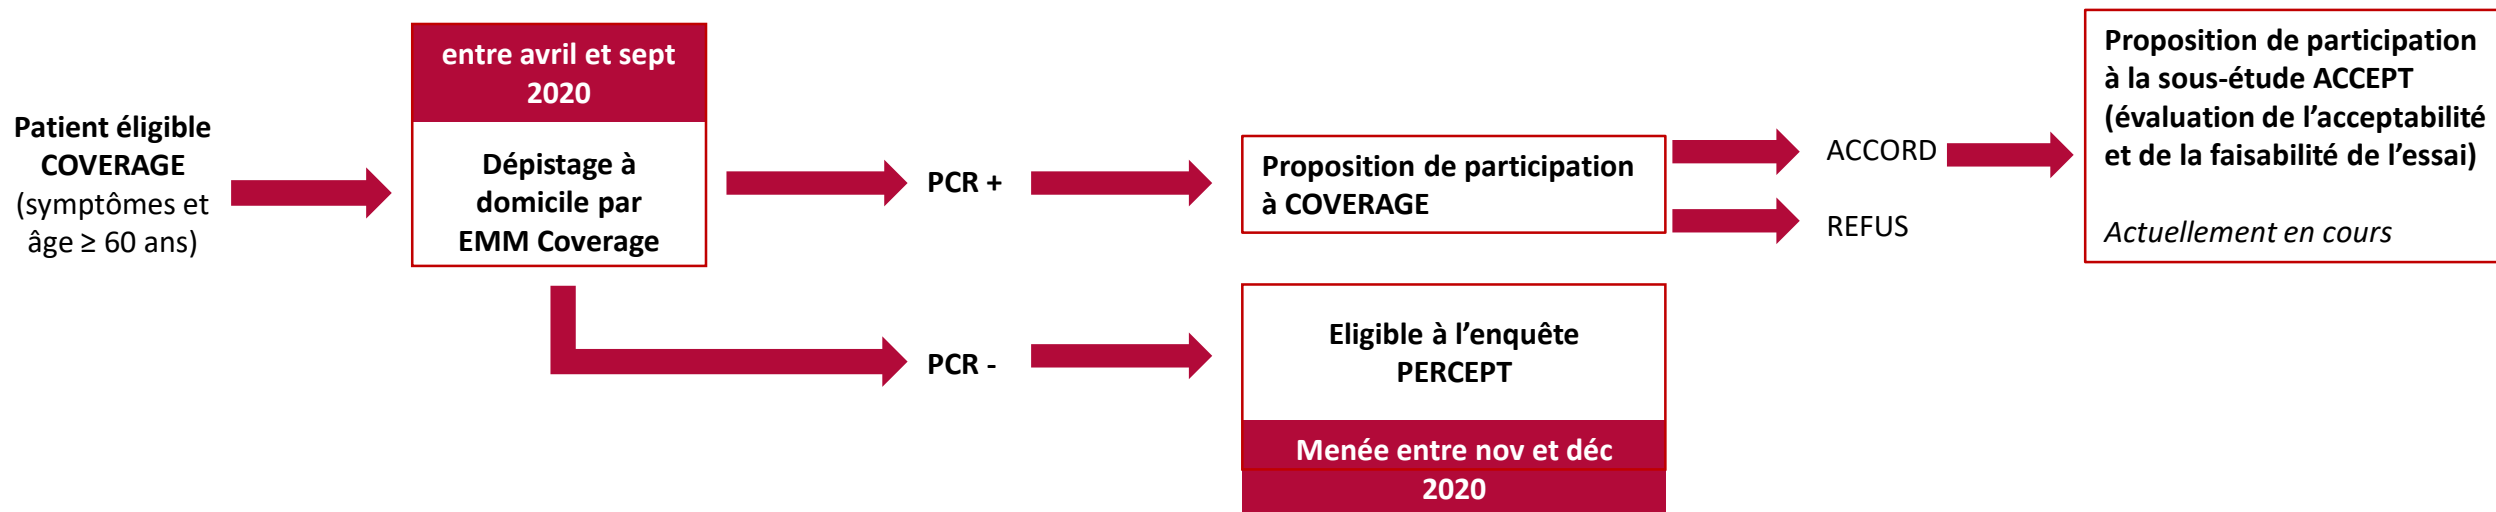 Patient éligible
COVERAGE
(symptômes et
âge ≥ 60 ans)
entre avril et sept
2020
Dépistage à
domicile par
EMM Coverage
PCR +
Proposition de participation
à COVERAGE
ACCORD
REFUS
Proposition de participation
à la sous-étude ACCEPT
(évaluation de l’acceptabilité
et de la faisabilité de l’essai)
Actuellement en cours
PCR -
Eligible à l’enquête
PERCEPT
Menée entre nov et déc
2020